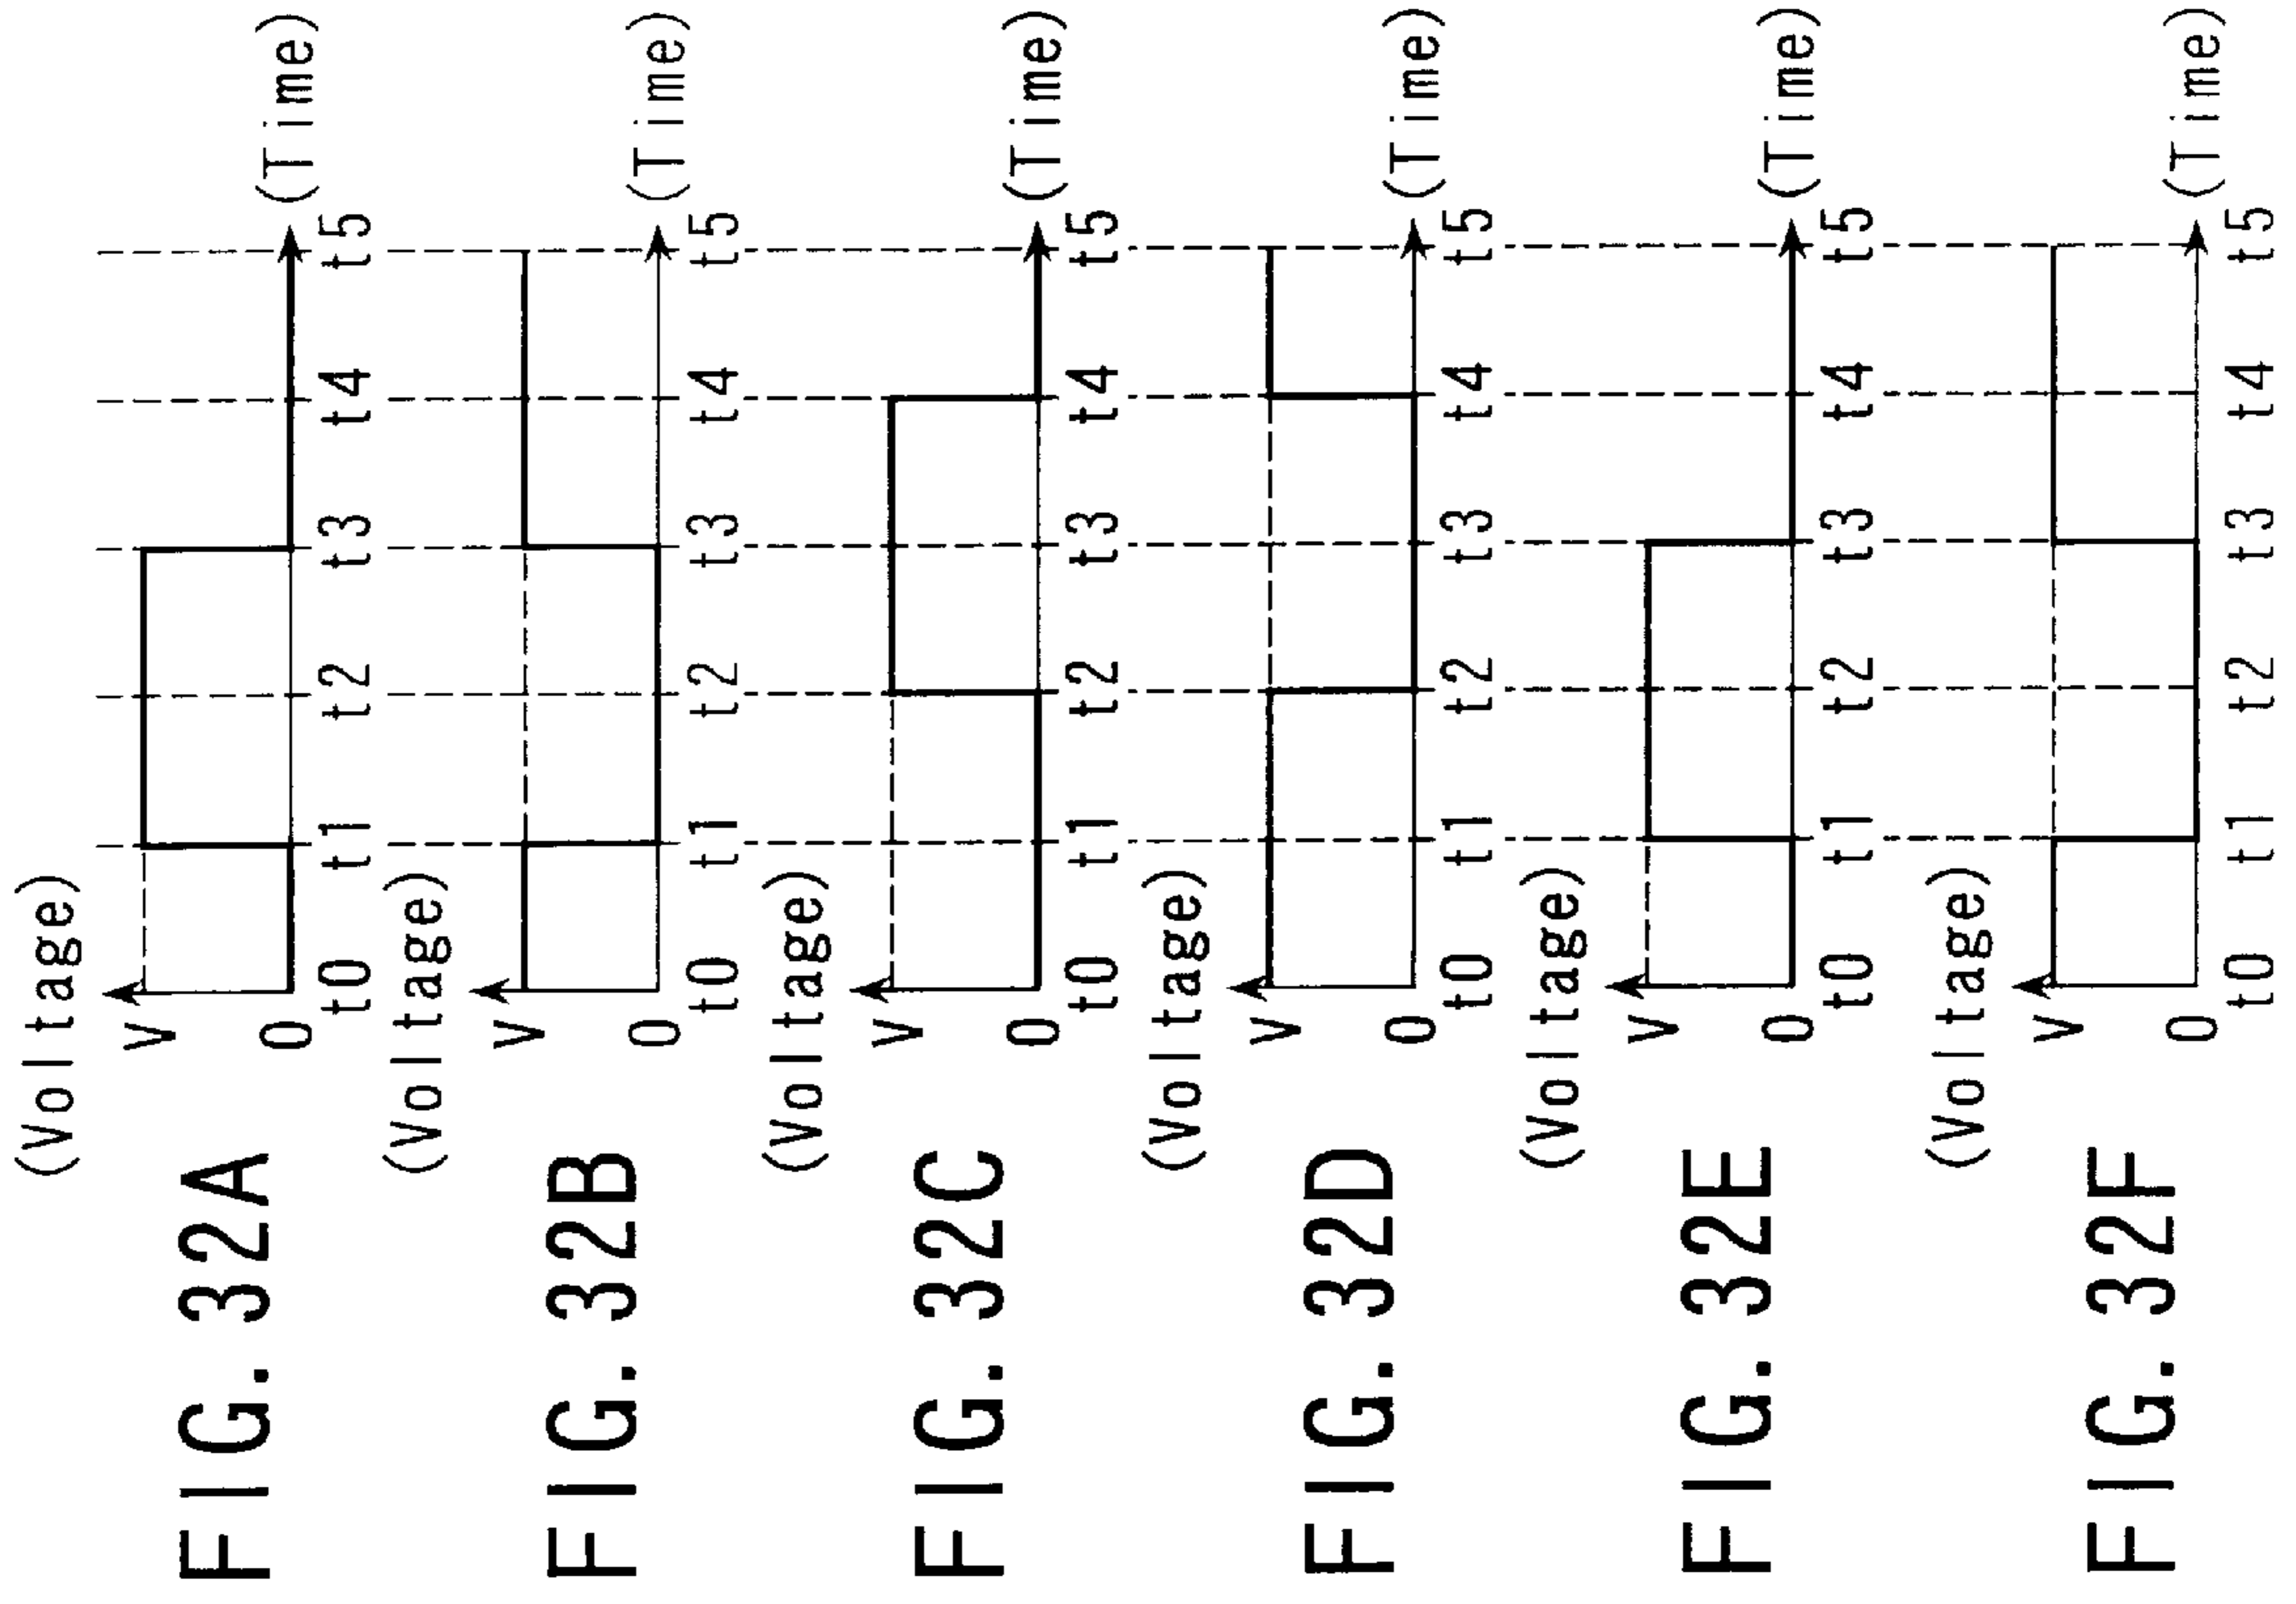 FIG. 32A
(Voltage)
V
0
t0 t1 t2 t3 t4 t5
(Time)
FIG. 32B
(Voltage)
V
0
t0 t1 t2 t3 t4 t5
(Time)
FIG. 32C
(Voltage)
V
0
t0 t1 t2 t3 t4 t5
(Time)
FIG. 32D
(Voltage)
V
0
t0 t1 t2 t3 t4 t5
(Time)
FIG. 32E
(Voltage)
V
0
t0 t1 t2 t3 t4 t5
(Time)
FIG. 32F
(Voltage)
V
0
t0 t1 t2 t3 t4 t5
(Time)